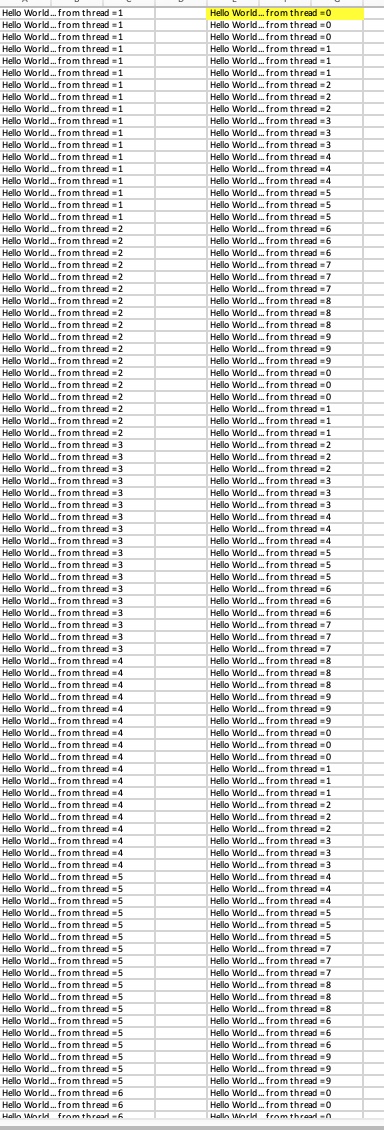 Hello World... from thread =1 Hello World... from thread =0
Hello World... from thread =1 Hello World... from thread =0
Hello World... from thread =1 Hello World... from thread =0
Hello World... from thread =1 Hello World... from thread =1
Hello World... from thread =1 Hello World... from thread =1
Hello World... from thread =1 Hello World... from thread =1
Hello World... from thread =1 Hello World... from thread =2
Hello World... from thread =1 Hello World... from thread =2
Hello World... from thread =1 Hello World... from thread =2
Hello World... from thread =1 Hello World... from thread =3
Hello World... from thread =1 Hello World... from thread =3
Hello World... from thread =1 Hello World... from thread =3
Hello World... from thread =1 Hello World... from thread =4
Hello World... from thread =1 Hello World... from thread =4
Hello World... from thread =1 Hello World... from thread =4
Hello World... from thread =1 Hello World... from thread =5
Hello World... from thread =1 Hello World... from thread =5
Hello World... from thread =1 Hello World... from thread =5
Hello World... from thread =2 Hello World... from thread =6
Hello World... from thread =2 Hello World... from thread =6
Hello World... from thread =2 Hello World... from thread =6
Hello World... from thread =2 Hello World... from thread =7
Hello World... from thread =2 Hello World... from thread =7
Hello World... from thread =2 Hello World... from thread =7
Hello World... from thread =2 Hello World... from thread =8
Hello World... from thread =2 Hello World... from thread =8
Hello World... from thread =2 Hello World... from thread =8
Hello World... from thread =2 Hello World... from thread =9
Hello World... from thread =2 Hello World... from thread =9
Hello World... from thread =2 Hello World... from thread =9
Hello World... from thread =2 Hello World... from thread =0
Hello World... from thread =2 Hello World... from thread =0
Hello World... from thread =2 Hello World... from thread =0
Hello World... from thread =2 Hello World... from thread =1
Hello World... from thread =2 Hello World... from thread =1
Hello World... from thread =2 Hello World... from thread =1
Hello World... from thread =3 Hello World... from thread =2
Hello World... from thread =3 Hello World... from thread =2
Hello World... from thread =3 Hello World... from thread =2
Hello World... from thread =3 Hello World... from thread =3
Hello World... from thread =3 Hello World... from thread =3
Hello World... from thread =3 Hello World... from thread =3
Hello World... from thread =3 Hello World... from thread =4
Hello World... from thread =3 Hello World... from thread =4
Hello World... from thread =3 Hello World... from thread =4
Hello World... from thread =3 Hello World... from thread =5
Hello World... from thread =3 Hello World... from thread =5
Hello World... from thread =3 Hello World... from thread =5
Hello World... from thread =3 Hello World... from thread =6
Hello World... from thread =3 Hello World... from thread =6
Hello World... from thread =3 Hello World... from thread =6
Hello World... from thread =3 Hello World... from thread =7
Hello World... from thread =3 Hello World... from thread =7
Hello World... from thread =3 Hello World... from thread =7
Hello World... from thread =4 Hello World... from thread =8
Hello World... from thread =4 Hello World... from thread =8
Hello World... from thread =4 Hello World... from thread =8
Hello World... from thread =4 Hello World... from thread =9
Hello World... from thread =4 Hello World... from thread =9
Hello World... from thread =4 Hello World... from thread =9
Hello World... from thread =4 Hello World... from thread =0
Hello World... from thread =4 Hello World... from thread =0
Hello World... from thread =4 Hello World... from thread =0
Hello World... from thread =4 Hello World... from thread =1
Hello World... from thread =4 Hello World... from thread =1
Hello World... from thread =4 Hello World... from thread =1
Hello World... from thread =4 Hello World... from thread =2
Hello World... from thread =4 Hello World... from thread =2
Hello World... from thread =4 Hello World... from thread =2
Hello World... from thread =4 Hello World... from thread =3
Hello World... from thread =4 Hello World... from thread =3
Hello World... from thread =4 Hello World... from thread =3
Hello World... from thread =5 Hello World... from thread =4
Hello World... from thread =5 Hello World... from thread =4
Hello World... from thread =5 Hello World... from thread =4
Hello World... from thread =5 Hello World... from thread =5
Hello World... from thread =5 Hello World... from thread =5
Hello World... from thread =5 Hello World... from thread =5
Hello World... from thread =5 Hello World... from thread =7
Hello World... from thread =5 Hello World... from thread =7
Hello World... from thread =5 Hello World... from thread =7
Hello World... from thread =5 Hello World... from thread =8
Hello World... from thread =5 Hello World... from thread =8
Hello World... from thread =5 Hello World... from thread =8
Hello World... from thread =5 Hello World... from thread =6
Hello World... from thread =5 Hello World... from thread =6
Hello World... from thread =5 Hello World... from thread =6
Hello World... from thread =5 Hello World... from thread =9
Hello World... from thread =5 Hello World... from thread =9
Hello World... from thread =5 Hello World... from thread =9
Hello World... from thread =6 Hello World... from thread =0
Hello World... from thread =6 Hello World... from thread =0
Hello World... from thread =6 Hello World... from thread =0